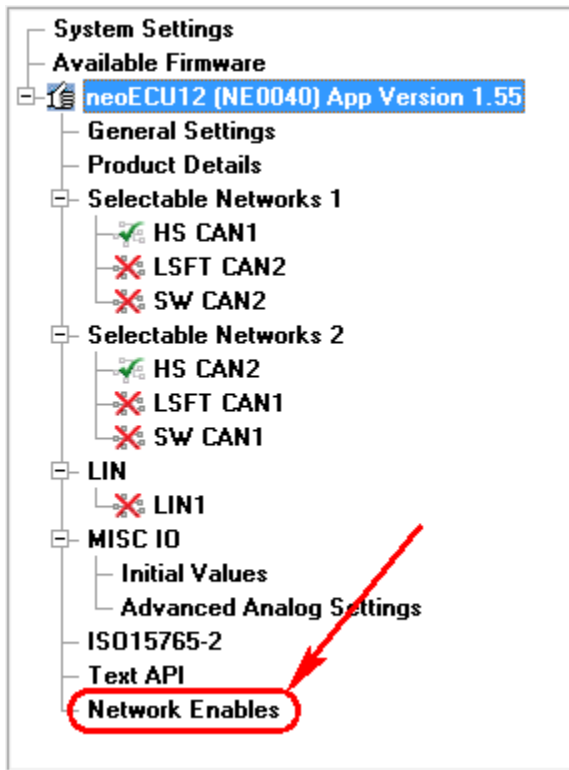 System Settings
Available Firmware
neoECU12 (NE0040) App Version 1.55
General Settings
Product Details
Selectable Networks 1
HS CAN1
LSFT CAN2
SW CAN2
Selectable Networks 2
HS CAN2
LSFT CAN1
SW CAN1
LIN
LIN1
MISC IO
Initial Values
Advanced Analog Settings
ISO15765-2
Text API
Network Enables